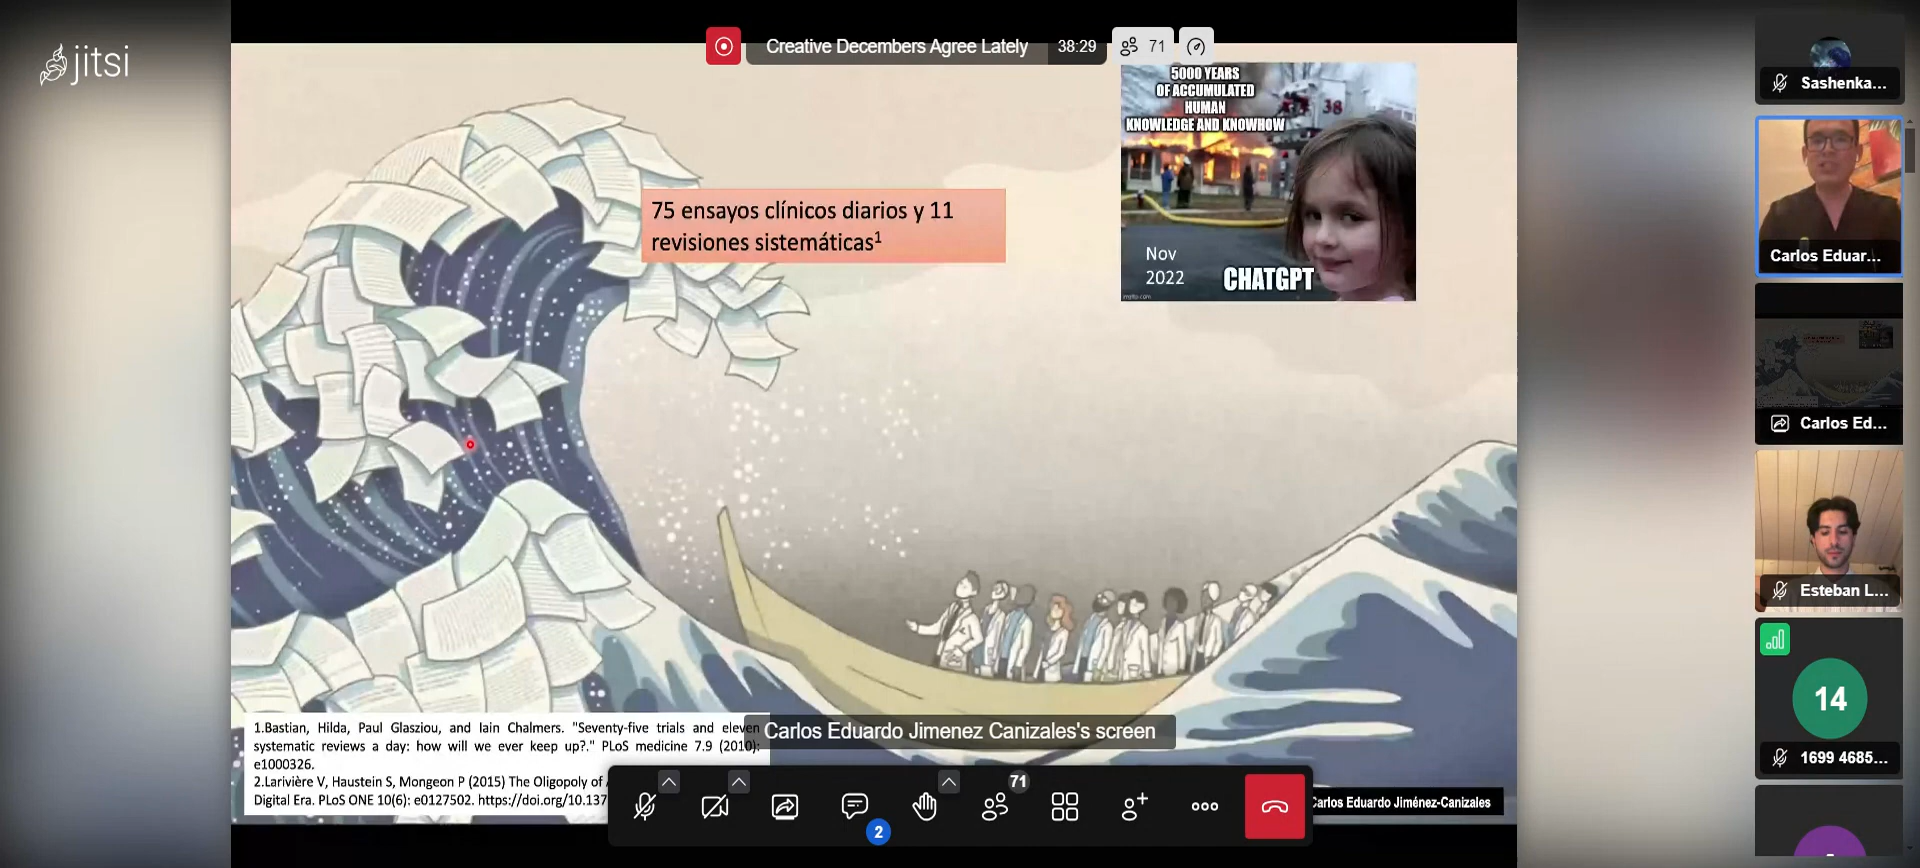 jitsi
Creative Decembers Agree Lately
38:29
71
5000 YEARS
OF ACCUMULATED
HUMAN
KNOWLEDGE AND KNOWHOW
38
Nov
2022
CHATGPT
imgflip.com
75 ensayos clínicos diarios y 11
revisiones sistemáticas1
1.Bastian, Hilda, Paul Glasziou, and Iain Chalmers. "Seventy-five trials and eleven
systematic reviews a day: how will we ever keep up?." PLoS medicine 7.9 (2010):
e1000326.
2.Larivière V, Haustein S, Mongeon P (2015) The Oligopoly of
Digital Era. PLoS ONE 10(6): e0127502. https://doi.org/10.137
Carlos Eduardo Jimenez Canizales's screen
71
2
Carlos Eduardo Jiménez-Canizales
Sashenka...
Carlos Eduar...
Carlos Ed...
Esteban L...
14
1699 4685...